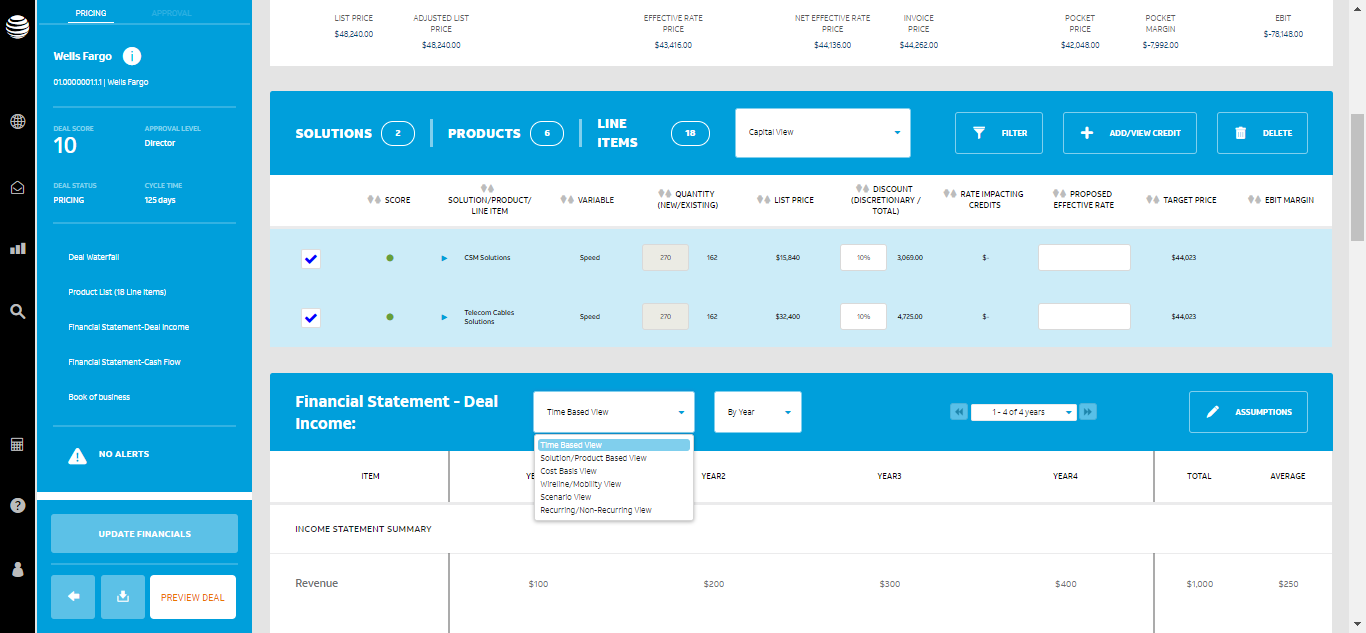 PRICING
APPROVAL
Wells Fargo
i
01.0000001.1.1 | Wells Fargo
DEAL SCORE
APPROVAL LEVEL
10
Director
DEAL STATUS
CYCLE TIME
PRICING
125 days
Deal Waterfall
Product List (18 Line Items)
Financial Statement-Deal Income
Financial Statement-Cash Flow
Book of business
NO ALERTS
UPDATE FINANCIALS
PREVIEW DEAL
LIST PRICE
$48,240.00
ADJUSTED LIST
PRICE
$48,240.00
EFFECTIVE RATE
PRICE
$43,416.00
NET EFFECTIVE RATE
PRICE
$44,136.00
INVOICE
PRICE
$44,262.00
POCKET
PRICE
$42,048.00
POCKET
MARGIN
$-7,992.00
EBIT
$-78,148.00
SOLUTIONS 2
PRODUCTS 6
LINE
ITEMS
18
Capital View
FILTER
ADD/VIEW CREDIT
DELETE
SCORE
SOLUTION/PRODUCT/
LINE ITEM
VARIABLE
QUANTITY
(NEW/EXISTING)
LIST PRICE
DISCOUNT
(DISCRETIONARY /
TOTAL)
RATE IMPACTING
CREDITS
PROPOSED
EFFECTIVE RATE
TARGET PRICE
EBIT MARGIN
CSM Solutions Speed 270 162 $15,840 10% 3,069.00 $- $44,023
Telecom Cables
Solutions
Speed 270 162 $32,400 10% 4,725.00 $- $44,023
Financial Statement - Deal
Income:
Time Based View
By Year
1 - 4 of 4 years
ASSUMPTIONS
Time Based View
Solution/Product Based View
Cost Basis View
Wireline/Mobility View
Scenario View
Recurring/Non-Recurring View
ITEM YE YEAR2 YEAR3 YEAR4 TOTAL AVERAGE
INCOME STATEMENT SUMMARY
Revenue $100 $200 $300 $400 $1,000 $250